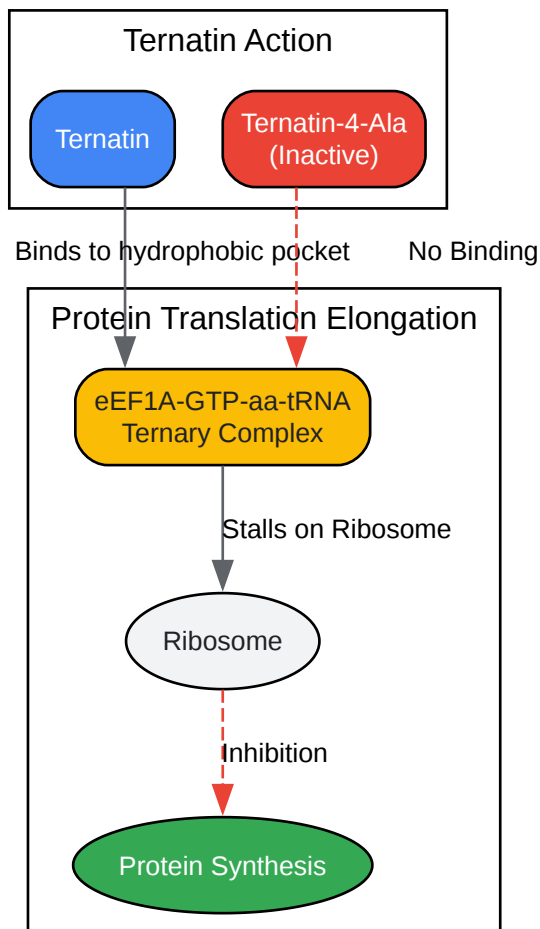 Ternatin Action
Ternatin
Ternatin-4-Ala
(Inactive)
Binds to hydrophobic pocket
No Binding
Protein Translation Elongation
eEF1A-GTP-aa-tRNA
Ternary Complex
Stalls on Ribosome
Ribosome
Inhibition
Protein Synthesis